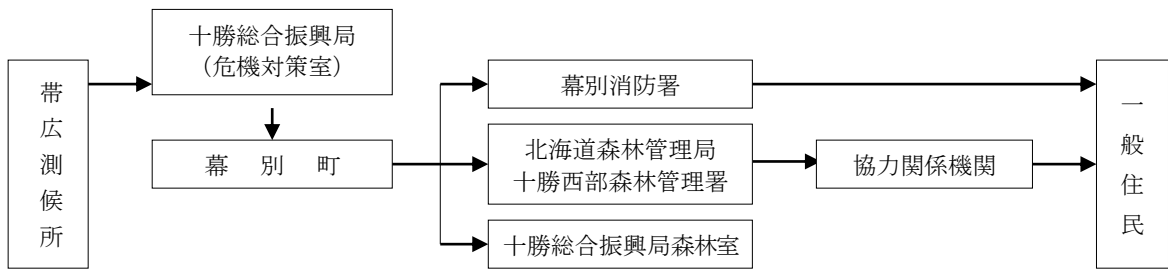 帯広測候所
十勝総合振興局
（危機対策室）
幕　別　町
幕別消防署
北海道森林管理局
十勝西部森林管理署
十勝総合振興局森林室
協力関係機関
一般住民